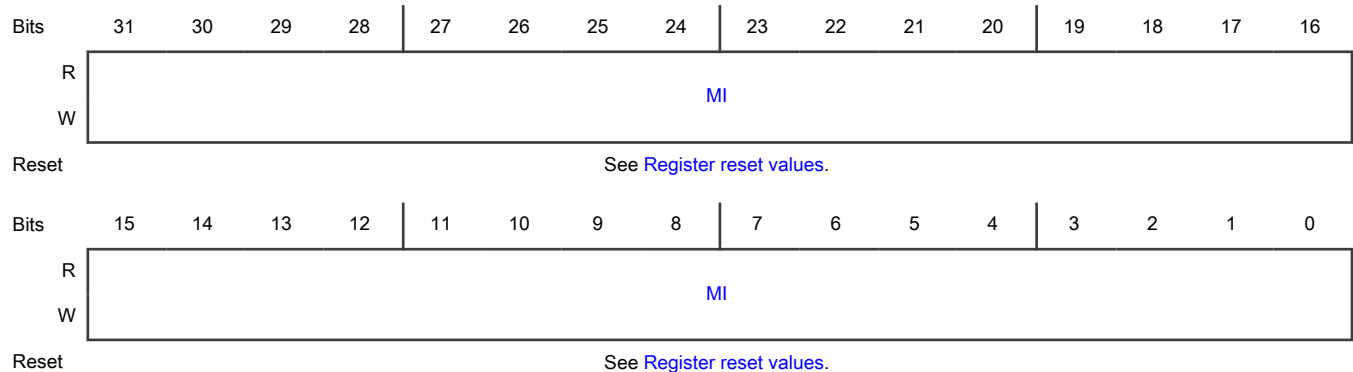 Bits 31 30 29 28 27 26 25 24 23 22 21 20 19 18 17 16
R
MI
W
Reset See Register reset values.
Bits 15 14 13 12 11 10 9 8 7 6 5 4 3 2 1 0
R
MI
W
Reset See Register reset values.